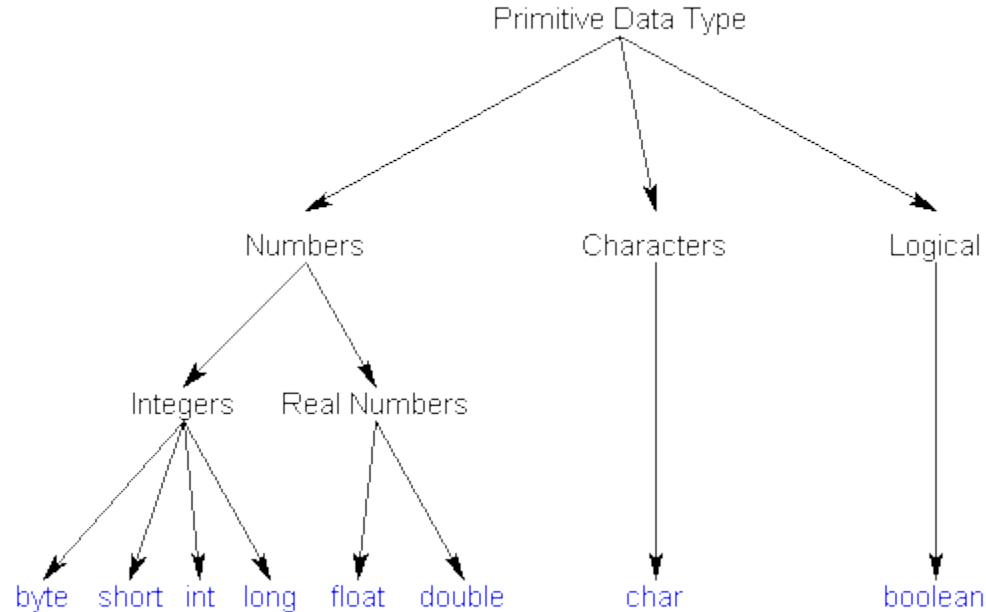 Primitive Data Type
Numbers Characters Logical
Integers Real Numbers
byte short int long float double char boolean